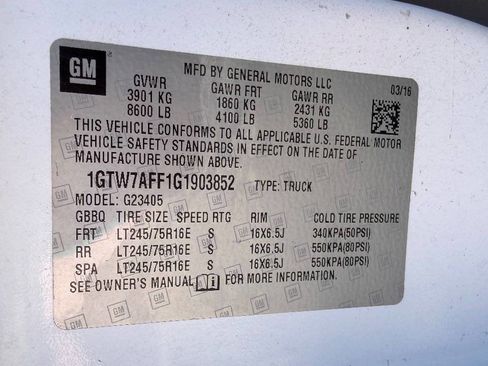 GM
MFD BY GENERAL MOTORS LLC 03/16
GVWR GAWR FRT GAWR RR
3901 KG 1860 KG 2431 KG
8600 LB 4100 LB 5360 LB
THIS VEHICLE CONFORMS TO ALL APPLICABLE U.S. FEDERAL MOTOR
VEHICLE SAFETY STANDARDS IN EFFECT ON THE DATE OF
MANUFACTURE SHOWN ABOVE.
1GTW7AFF1G1903852 TYPE: TRUCK
MODEL: G23405
GBBQ TIRE SIZE SPEED RTG RIM COLD TIRE PRESSURE
FRT LT245/75R16E S 16X6.5J 340KPA(50PSI)
RR LT245/75R16E S 16X6.5J 550KPA(80PSI)
SPA LT245/75R16E S 16X6.5J 550KPA(80PSI)
SEE OWNER'S MANUAL FOR MORE INFORMATION.